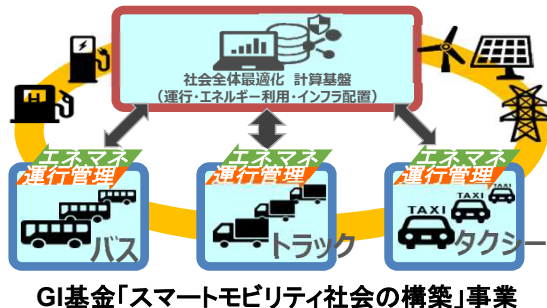 H
社会全体最適化 計算基盤
（運行・エネルギー利用・インフラ配置）
エネマネ
運行管理
バス
エネマネ
運行管理
トラック
エネマネ
運行管理
TAXI
TAXI
TAXI
タクシー
GI基金「スマートモビリティ社会の構築」事業